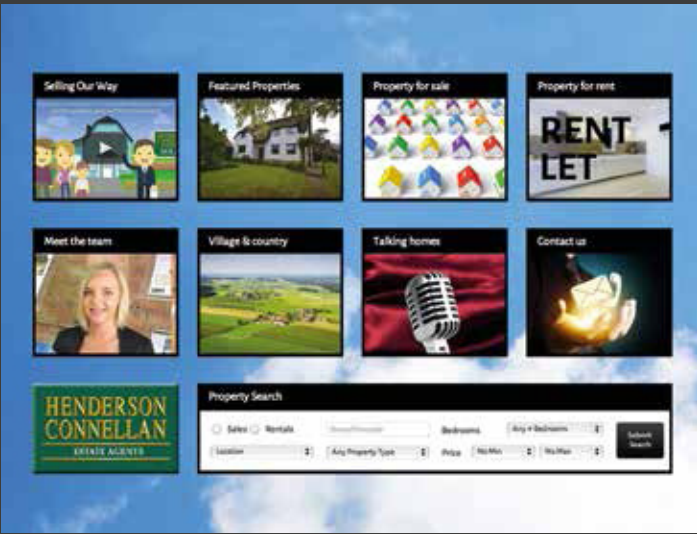 Selling Our Way
Featured Properties
Property for sale
Property for rent
RENT
LET
Meet the team
Village & country
Talking homes
Contact us
HENDERSON
CONNELLAN
ESTATE AGENTS
Property Search
Sales
Rentals
Bedrooms
Any # Bedrooms
Location
Any Property Type
Price
No Min
No Max
Submit
Search